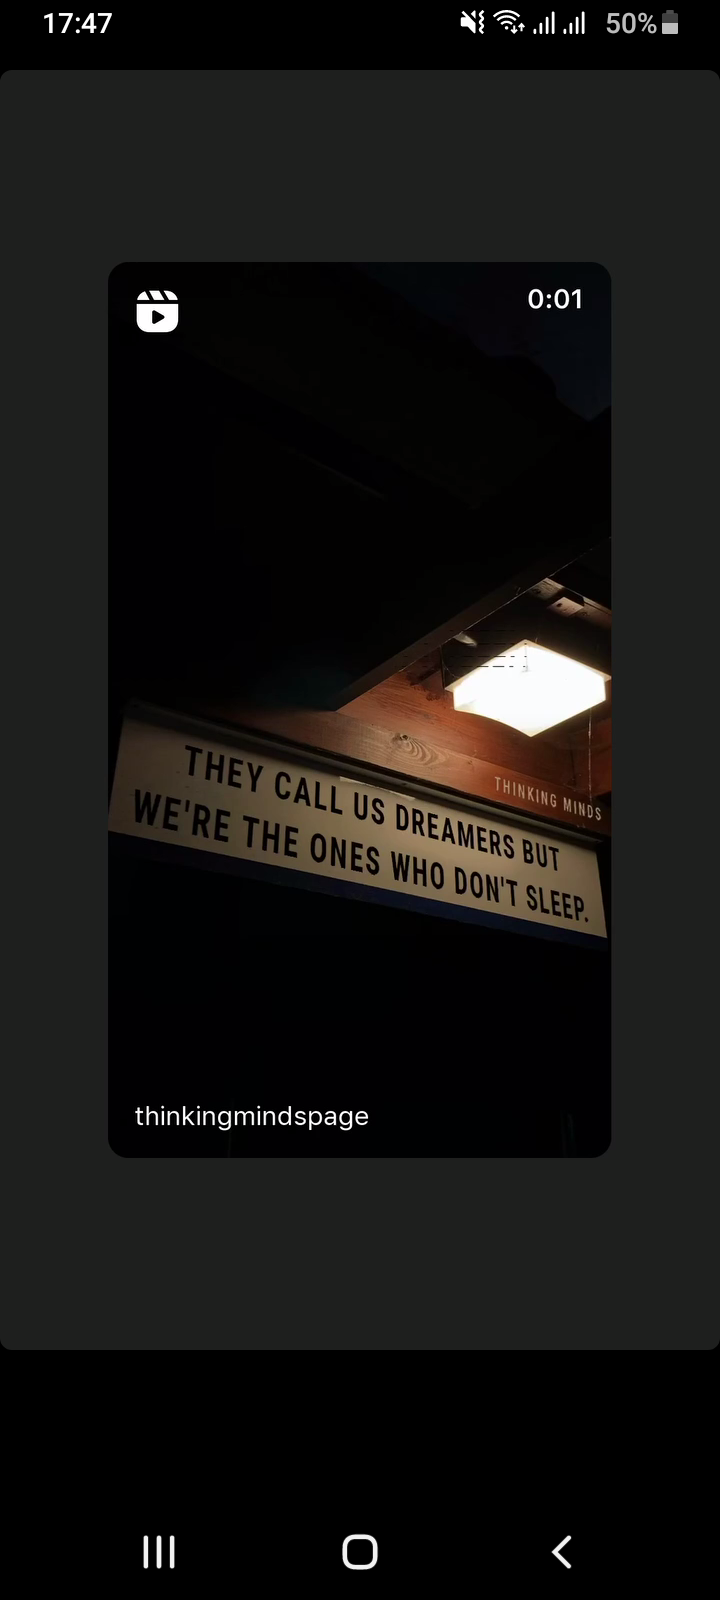 17:47
50%
0:01
THINKING MINDS
THEY CALL US DREAMERS BUT
WE'RE THE ONES WHO DON'T SLEEP.
thinkingmindspage